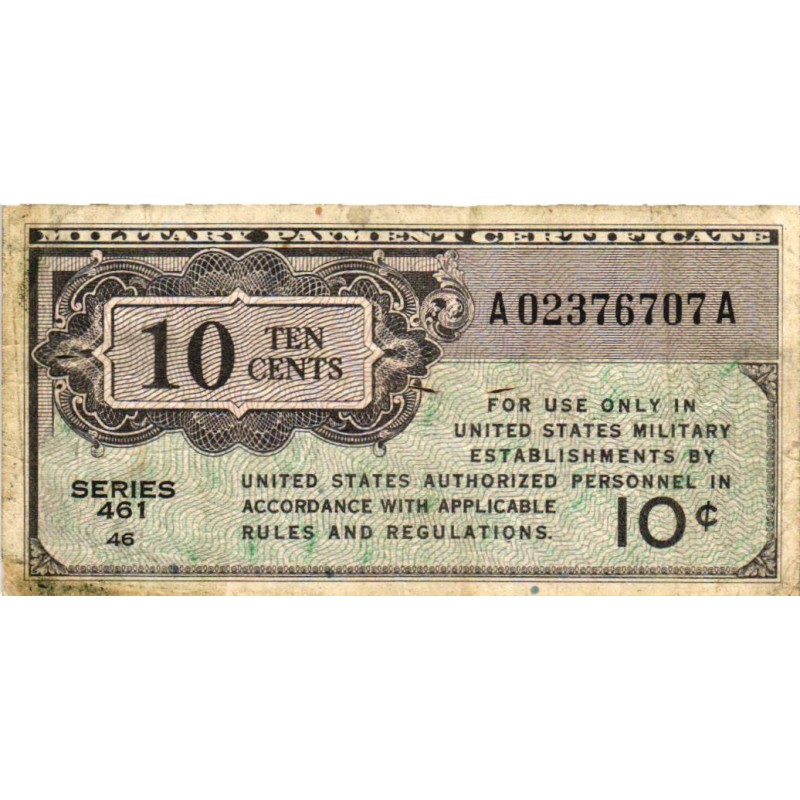 MILITARY PAYMENT CERTIFICATE
10 TEN CENTS
A02376707A
FOR USE ONLY IN
UNITED STATES MILITARY
ESTABLISHMENTS BY
UNITED STATES AUTHORIZED PERSONNEL IN
ACCORDANCE WITH APPLICABLE
RULES AND REGULATIONS.
SERIES
461
46
10¢